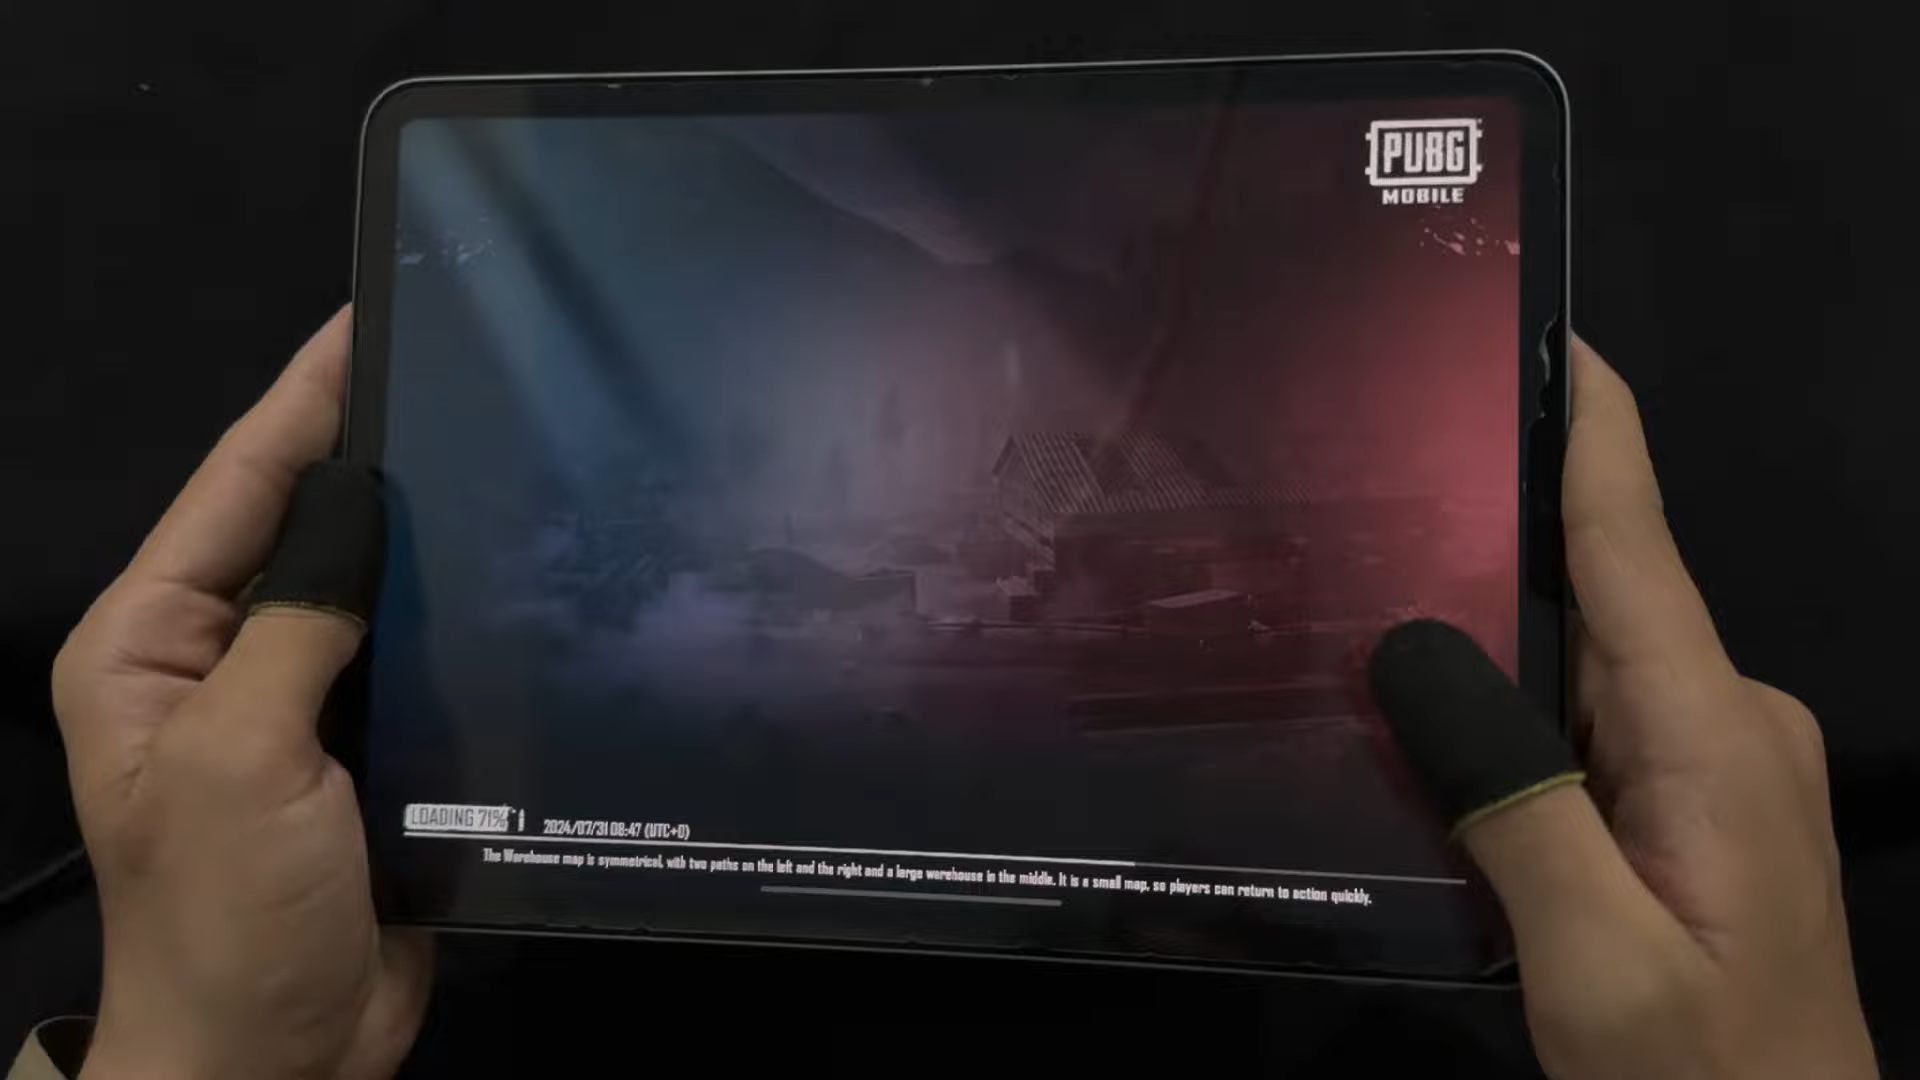 PUBG
MOBILE
LOADING 71%
2024/07/31 08:47 (UTC+0)
The Warehouse map is symmetrical, with two paths on the left and the right and a large warehouse in the middle. It is a small map, so players can return to action quickly.